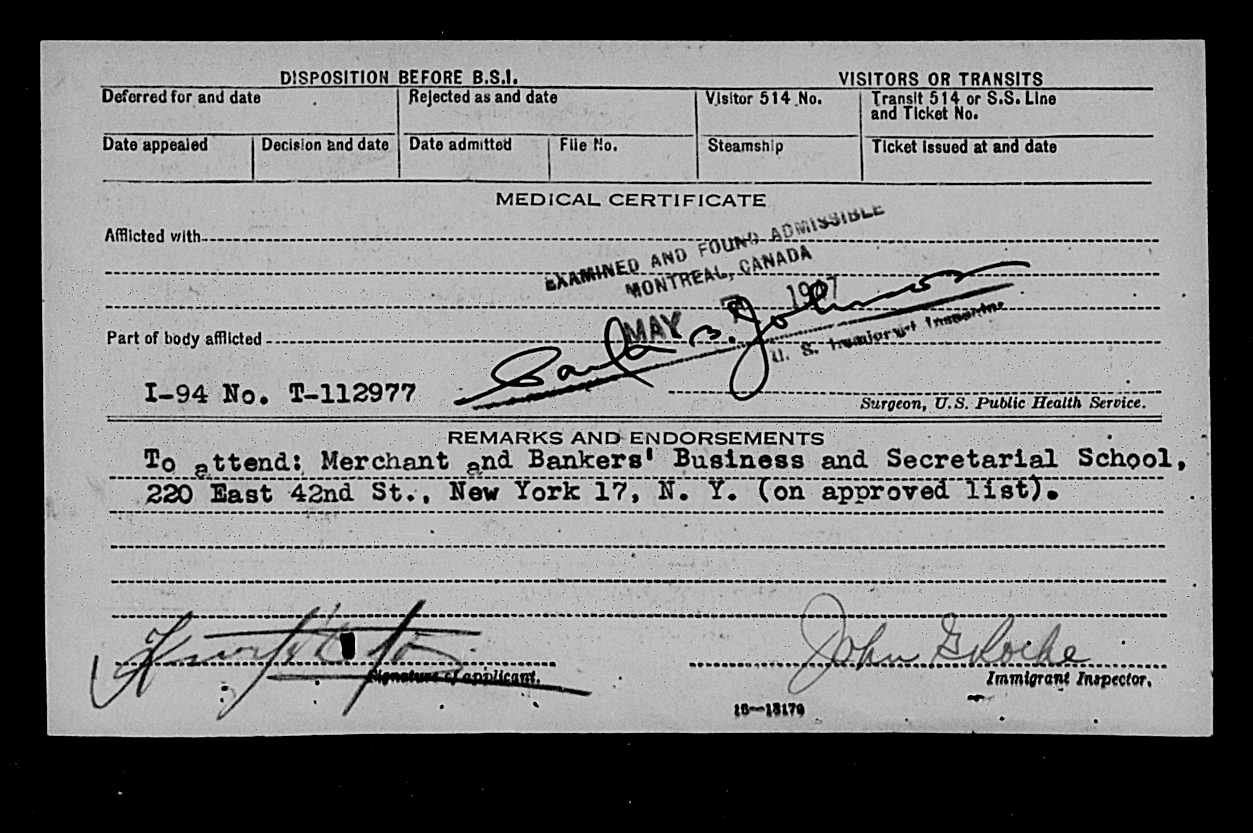 DISPOSITION BEFORE B.S.I. VISITORS OR TRANSITS
Deferred for and date Rejected as and date Visitor 514 No. Transit 514 or S.S. Line
and Ticket No.
Date appealed Decision and date Date admitted File No. Steamship Ticket issued at and date
MEDICAL CERTIFICATE
Afflicted with
EXAMINED AND FOUND ADMISSIBLE
MONTREAL, CANADA
MAY 1947
Part of body afflicted
U. S. Immigrant Inspector
I-94 No. T-112977
Surgeon, U.S. Public Health Service.
REMARKS AND ENDORSEMENTS
To attend: Merchant and Bankers' Business and Secretarial School,
220 East 42nd St., New York 17, N. Y. (on approved list).
John
Signature of applicant. Immigrant Inspector.
16—13179